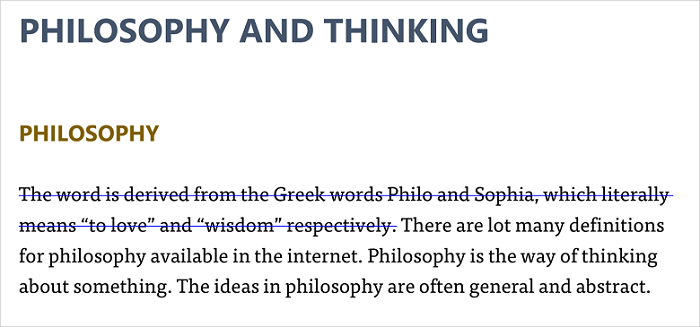 PHILOSOPHY AND THINKING
PHILOSOPHY
The word is derived from the Greek words Philo and Sophia, which literally
means “to love” and “wisdom” respectively. There are lot many definitions
for philosophy available in the internet. Philosophy is the way of thinking
about something. The ideas in philosophy are often general and abstract.